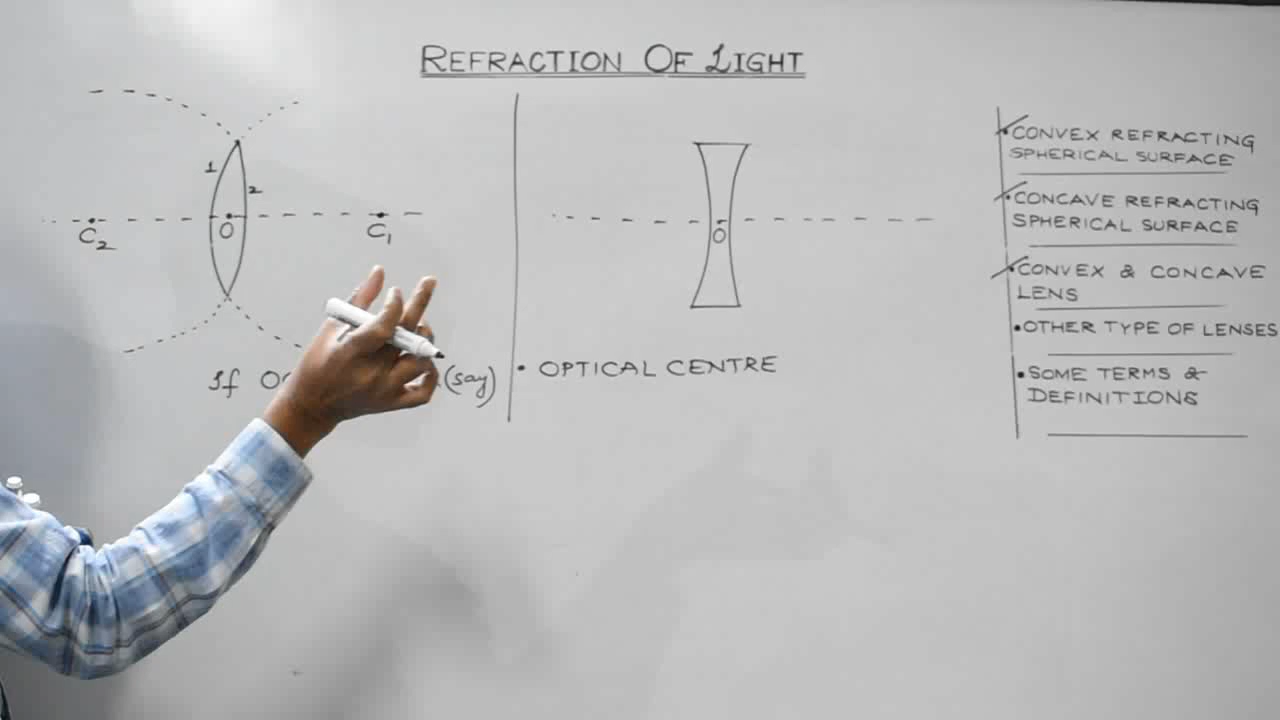 REFRACTION OF LIGHT
1
2
C2
O
C1
If
(say)
O
• OPTICAL CENTRE
• CONVEX REFRACTING
SPHERICAL SURFACE
• CONCAVE REFRACTING
SPHERICAL SURFACE
• CONVEX & CONCAVE
LENS
• OTHER TYPE OF LENSES
• SOME TERMS &
DEFINITIONS